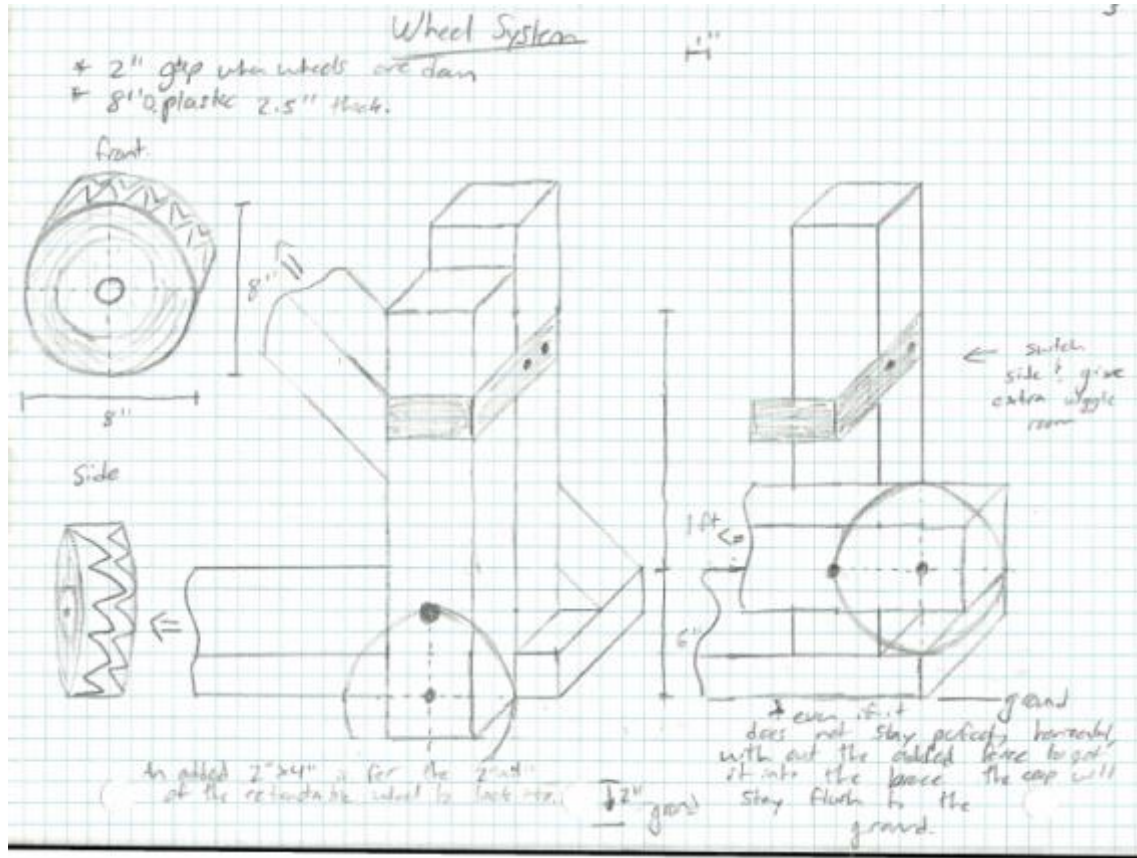 Wheel System
1"
* 2" gap when wheels are down
* 8" O. plastic 2.5" thick.
front.
8"
8"
Side
⇐ switch
side & give
extra wiggle
room
1 ft
6"
ground
* even if it
does not stay perfectly horizontal
with out the added force to get
it into the brace the coop will
stay flush to the
ground.
An added 2"x4" is for the 2"x4"
of the retractable wheel to lock into.
2"
ground